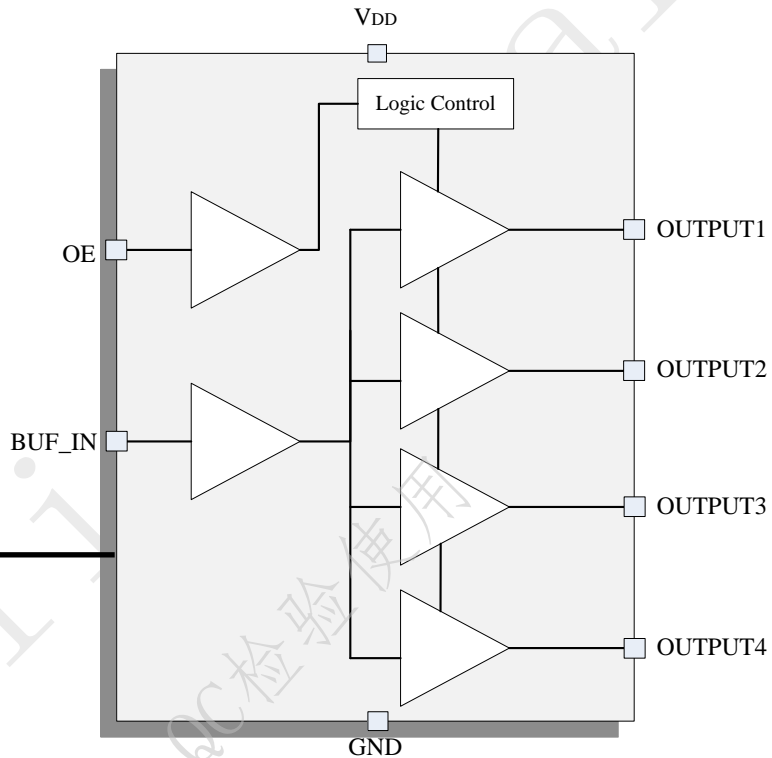 VDD
Logic Control
OE
OUTPUT1
OUTPUT2
BUF_IN
OUTPUT3
OUTPUT4
GND
QC检验使用